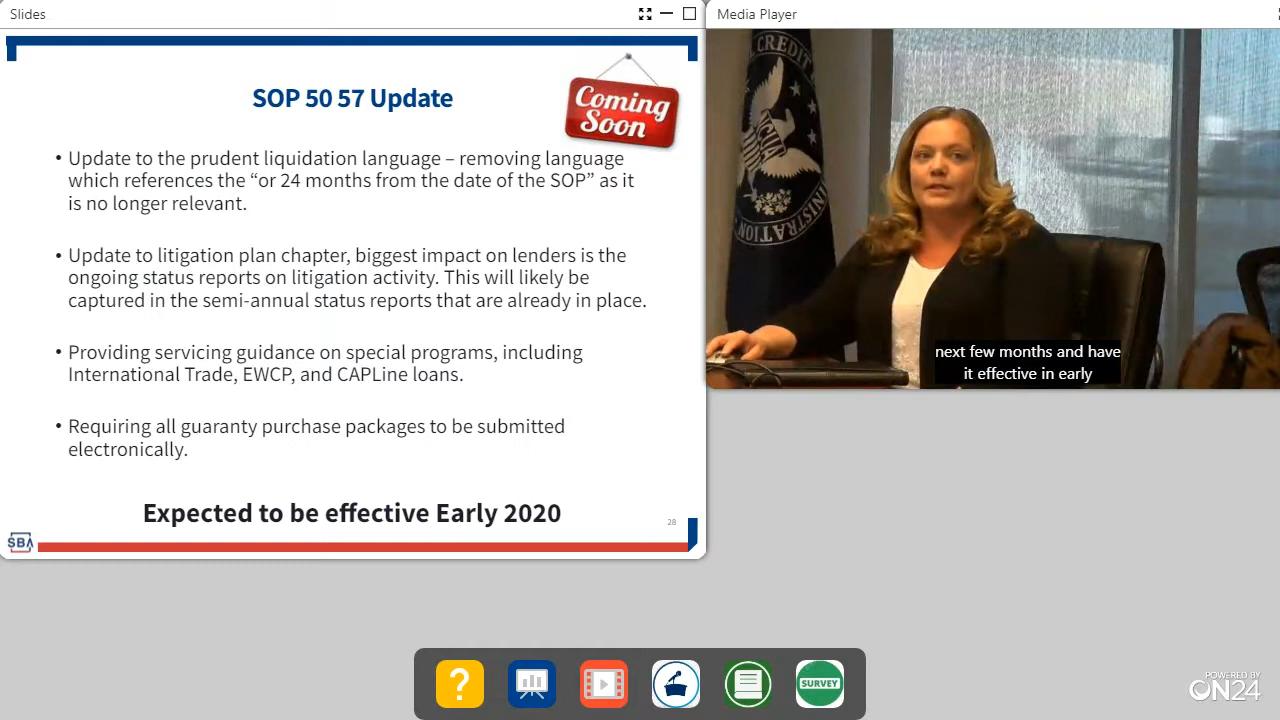 Slides
SOP 50 57 Update
Coming
Soon
• Update to the prudent liquidation language – removing language
which references the “or 24 months from the date of the SOP” as it
is no longer relevant.
• Update to litigation plan chapter, biggest impact on lenders is the
ongoing status reports on litigation activity. This will likely be
captured in the semi-annual status reports that are already in place.
• Providing servicing guidance on special programs, including
International Trade, EWCP, and CAPLine loans.
• Requiring all guaranty purchase packages to be submitted
electronically.
Expected to be effective Early 2020
28
SBA
Media Player
CREDIT
NCUA
next few months and have
it effective in early
?
SURVEY
POWERED BY
ON24